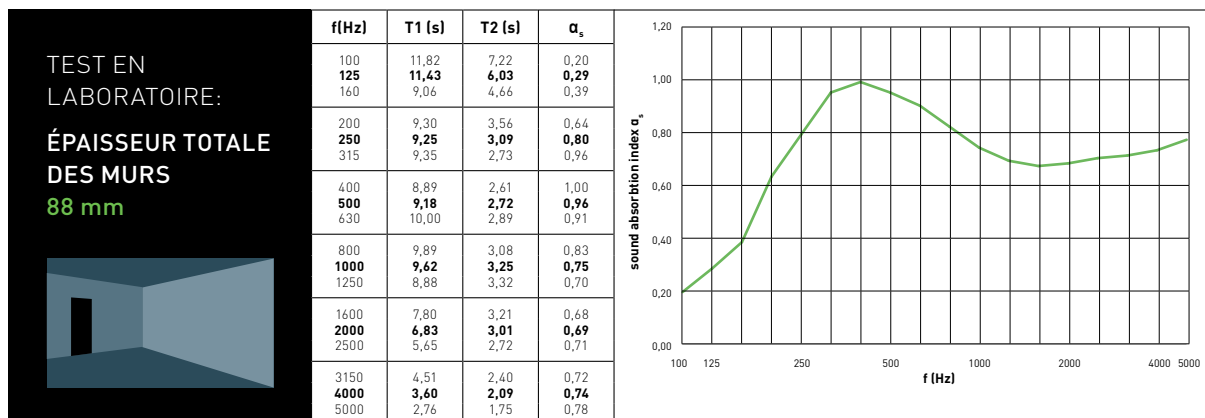 TEST EN
LABORATOIRE:
ÉPAISSEUR TOTALE
DES MURS
88 mm
f(Hz) T1 (s) T2 (s) αs
100 11,82 7,22 0,20
125 11,43 6,03 0,29
160 9,06 4,66 0,39
200 9,30 3,56 0,64
250 9,25 3,09 0,80
315 9,35 2,73 0,96
400 8,89 2,61 1,00
500 9,18 2,72 0,96
630 10,00 2,89 0,91
800 9,89 3,08 0,83
1000 9,62 3,25 0,75
1250 8,88 3,32 0,70
1600 7,80 3,21 0,68
2000 6,83 3,01 0,69
2500 5,65 2,72 0,71
3150 4,51 2,40 0,72
4000 3,60 2,09 0,74
5000 2,76 1,75 0,78
sound absorbtion index αs
1,20
1,00
0,80
0,60
0,40
0,20
0,00
100 125 250 500 1000 2000 4000 5000
f (Hz)